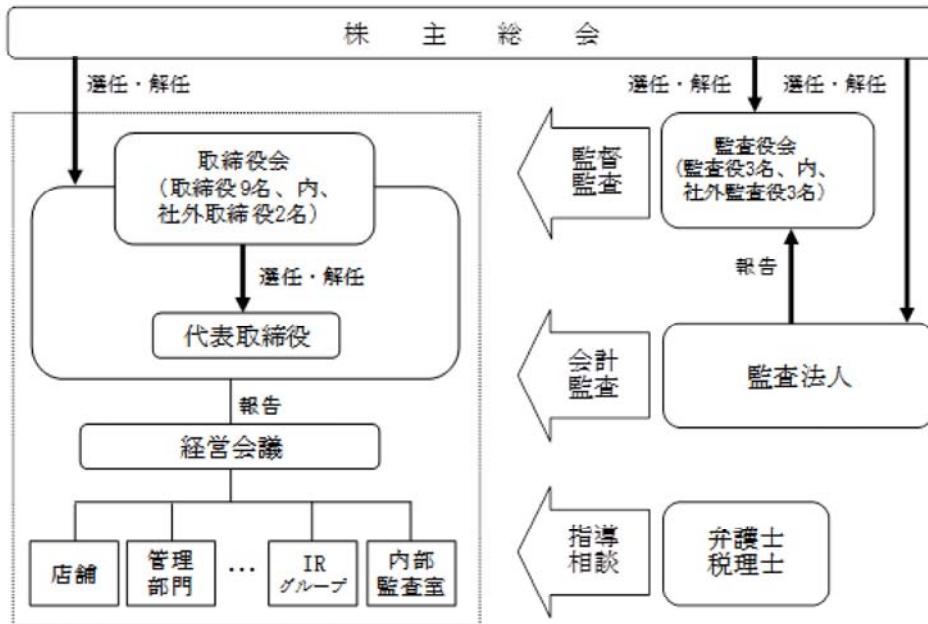 株主総会
選任・解任
選任・解任
選任・解任
取締役会
(取締役9名、内、
社外取締役2名)
監督
監査
監査役会
(監査役3名、内、
社外監査役3名)
選任・解任
報告
代表取締役
会計
監査
監査法人
報告
経営会議
店舗
管理
部門
…
IR
グループ
内部
監査室
指導
相談
弁護士
税理士